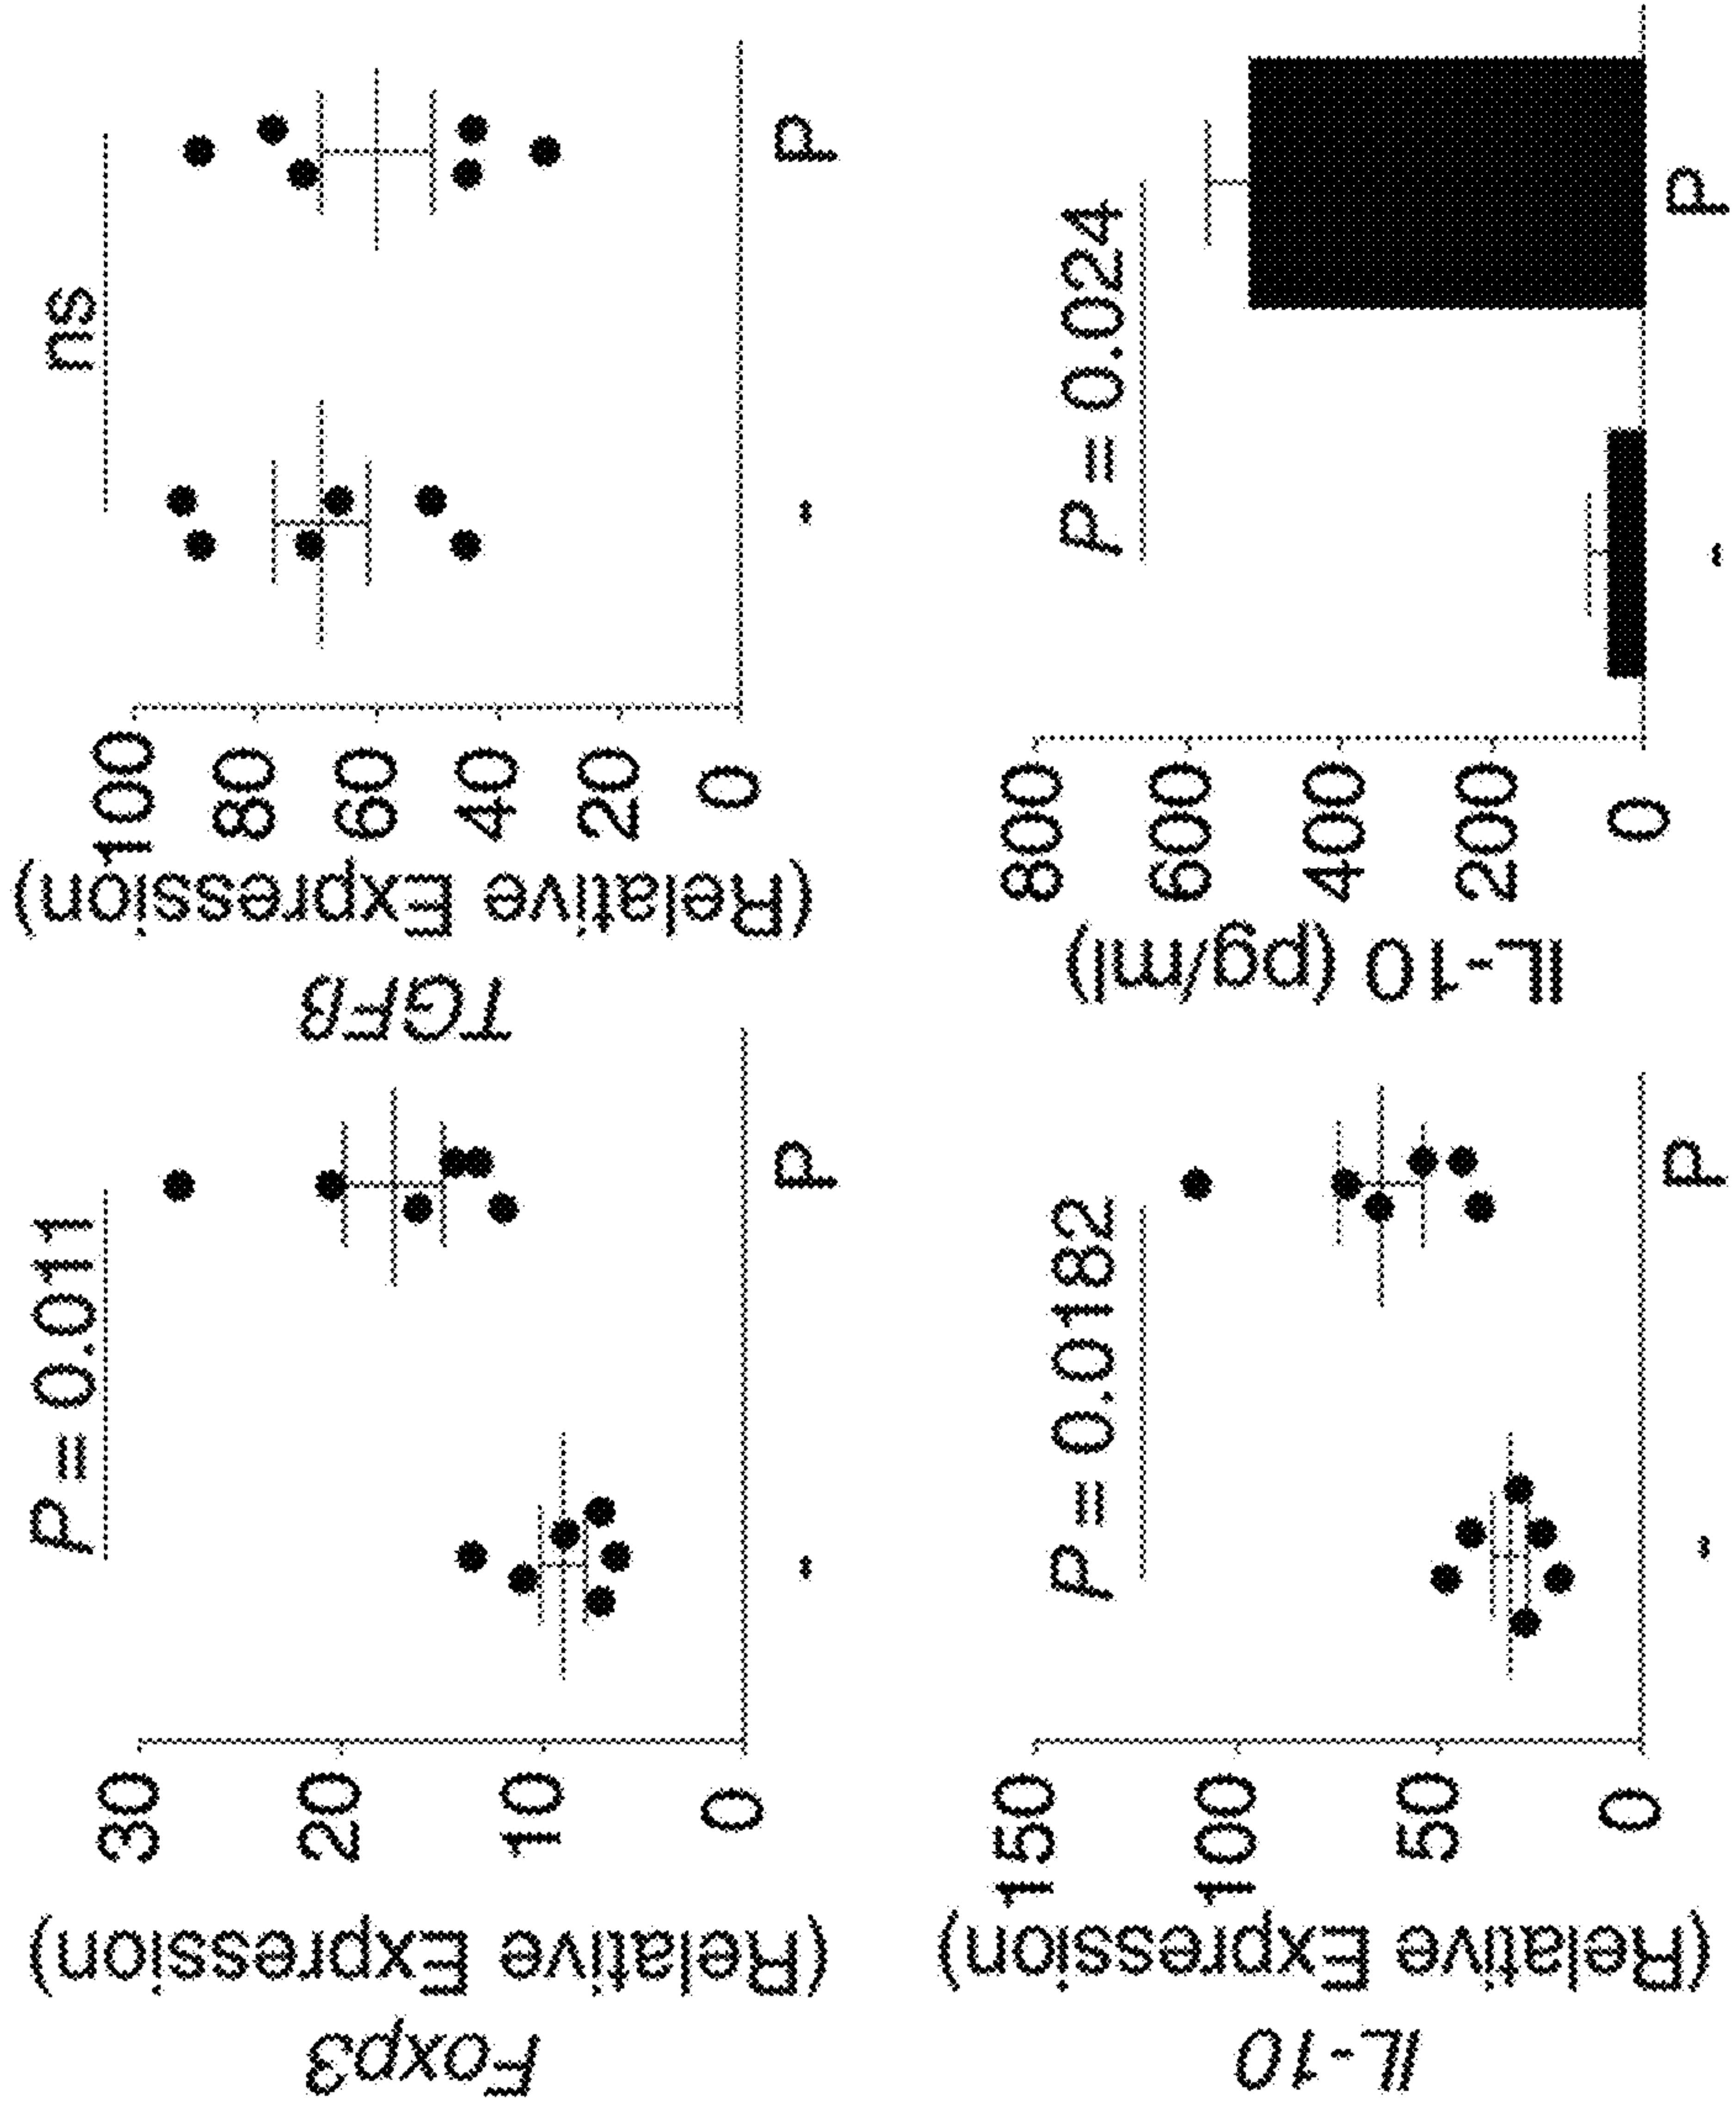 Foxp3
(Relative Expression)
30
20
10
0
P = 0.011
-
P
TGFβ
(Relative Expression)
100
80
60
40
20
0
ns
-
P
IL-10
(Relative Expression)
150
100
50
0
P = 0.0182
-
P
IL-10 (pg/ml)
800
600
400
200
0
P = 0.024
-
P